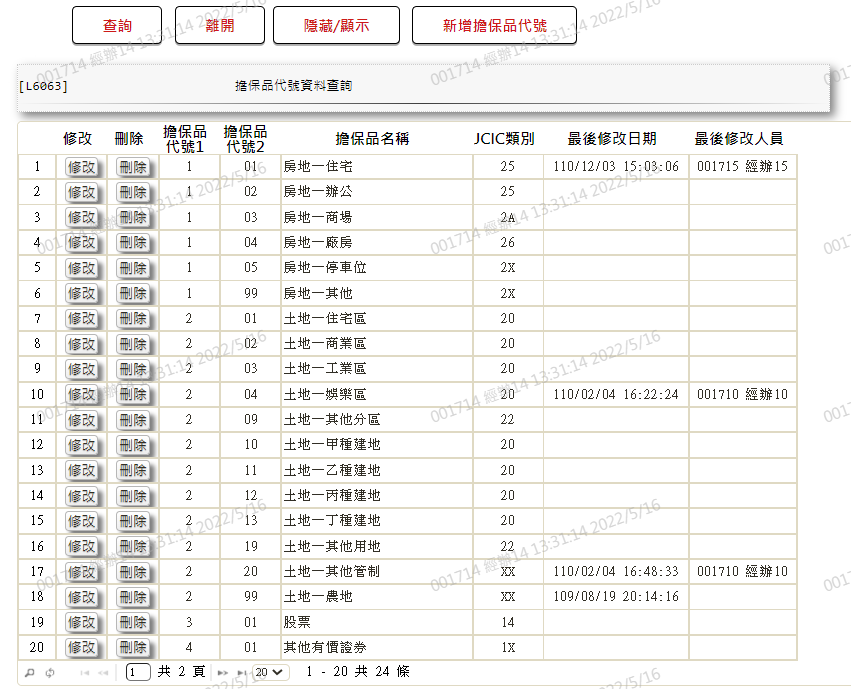 查詢 離開 隱藏/顯示 新增擔保品代號
[L6063] 擔保品代號資料查詢
修改 刪除 擔保品代號1 擔保品代號2 擔保品名稱 JCIC類別 最後修改日期 最後修改人員
1 修改 刪除 1 01 房地一住宅 25 110/12/03 15:03:06 001715 經辦15
2 修改 刪除 1 02 房地一辦公 25
3 修改 刪除 1 03 房地一商場 2A
4 修改 刪除 1 04 房地一廠房 26
5 修改 刪除 1 05 房地一停車位 2X
6 修改 刪除 1 99 房地一其他 2X
7 修改 刪除 2 01 土地一住宅區 20
8 修改 刪除 2 02 土地一商業區 20
9 修改 刪除 2 03 土地一工業區 20
10 修改 刪除 2 04 土地一娛樂區 20 110/02/04 16:22:24 001710 經辦10
11 修改 刪除 2 09 土地一其他分區 22
12 修改 刪除 2 10 土地一甲種建地 20
13 修改 刪除 2 11 土地一乙種建地 20
14 修改 刪除 2 12 土地一丙種建地 20
15 修改 刪除 2 13 土地一丁種建地 20
16 修改 刪除 2 19 土地一其他用地 22
17 修改 刪除 2 20 土地一其他管制 XX 110/02/04 16:48:33 001710 經辦10
18 修改 刪除 2 99 土地一農地 XX 109/08/19 20:14:16
19 修改 刪除 3 01 股票 14
20 修改 刪除 4 01 其他有價證券 1X
1 共 2 頁 20 1 - 20 共 24 條
001714 經辦14 13:31:14 2022/5/16